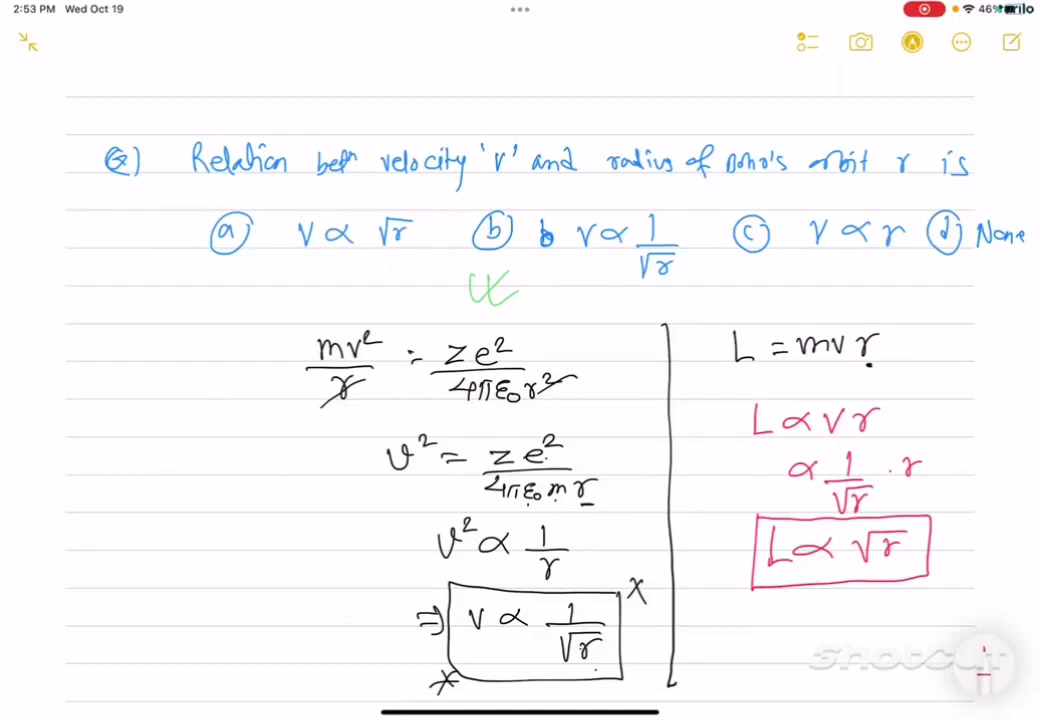 2:53 PM Wed Oct 19
46%
Q) Relation betn velocity 'v' and radius of Bohr's orbit r is
(a) V ∝ √r (b) V ∝ 1/√r (c) V ∝ r (d) None
mv²/r = Ze²/4πε₀r²
v² = Ze²/4πε₀mr
v² ∝ 1/r
⇒ V ∝ 1/√r
L = mvr
L ∝ Vr
∝ 1/√r · r
L ∝ √r
shotcut